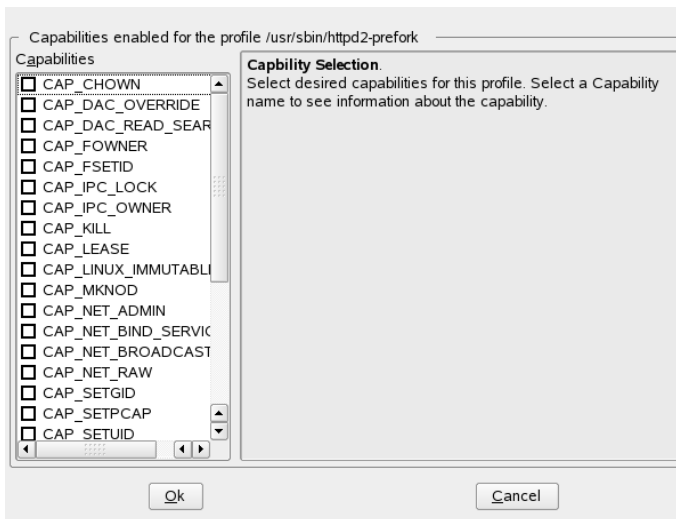 Capabilities enabled for the profile /usr/sbin/httpd2-prefork
Capabilities
CAP_CHOWN
CAP_DAC_OVERRIDE
CAP_DAC_READ_SEAR
CAP_FOWNER
CAP_FSETID
CAP_IPC_LOCK
CAP_IPC_OWNER
CAP_KILL
CAP_LEASE
CAP_LINUX_IMMUTABLI
CAP_MKNOD
CAP_NET_ADMIN
CAP_NET_BIND_SERVIC
CAP_NET_BROADCAST
CAP_NET_RAW
CAP_SETGID
CAP_SETPCAP
CAP_SETUID
Capbility Selection.
Select desired capabilities for this profile. Select a Capability
name to see information about the capability.
Ok
Cancel